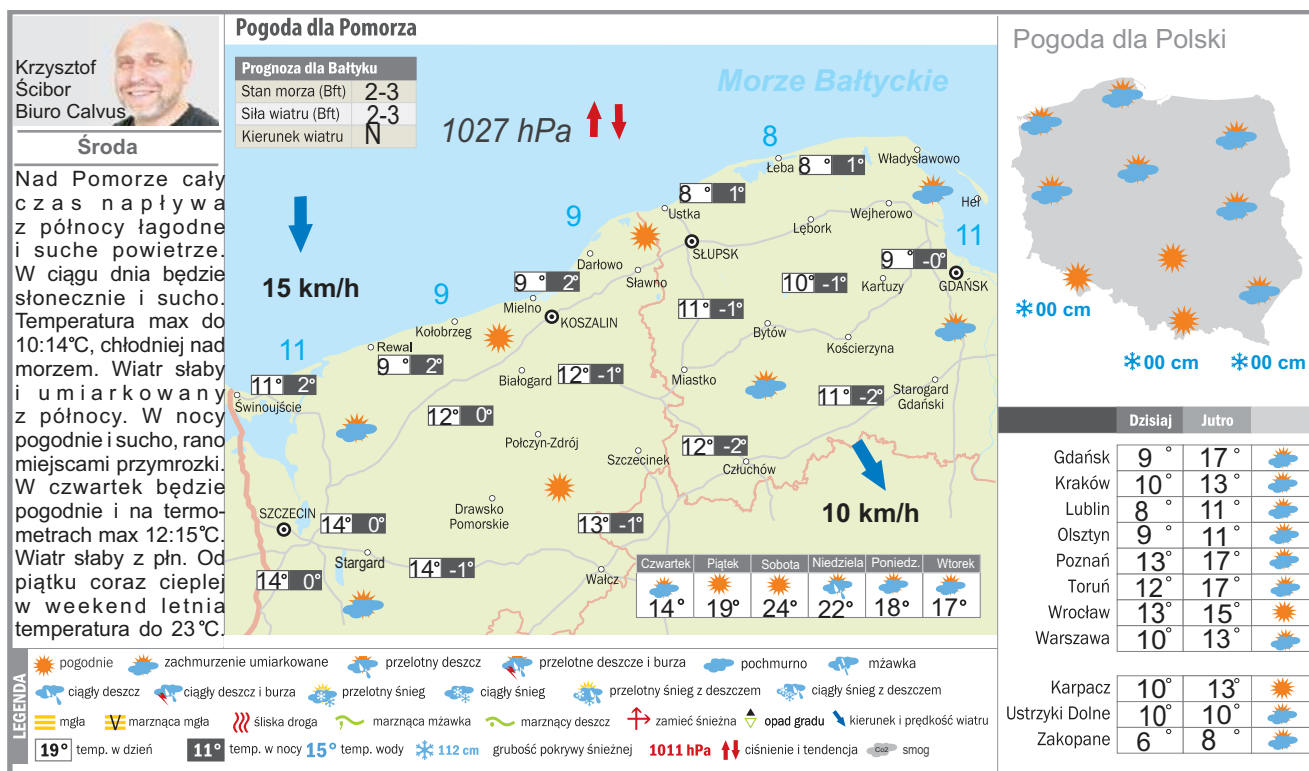 Krzysztof
Ścibor
Biuro Calvus
Środa
Nad Pomorze cały
czas napływa
z północy łagodne
i suche powietrze.
W ciągu dnia będzie
słonecznie i sucho.
Temperatura max do
10:14°C, chłodniej nad
morzem. Wiatr słaby
i umiarkowany
z północy. W nocy
pogodnie i sucho, rano
miejscami przymrozki.
W czwartek będzie
pogodnie i na termo-
metrach max 12:15°C.
Wiatr słaby z płn. Od
piątku coraz cieplej
w weekend letnia
temperatura do 23°C.
Pogoda dla Pomorza
Prognoza dla Bałtyku
Stan morza (Bft) 2-3
Siła wiatru (Bft) 2-3
Kierunek wiatru N
Morze Bałtyckie
1027 hPa
8
Łeba 8° 1°
Władysławowo
8° 1°
Ustka
Wejherowo
Hel
9
Lębork
11
SŁUPSK
9° -0°
Darłowo
15 km/h
9° 2°
Sławno
10° -1°
Kartuzy
GDAŃSK
9
Mielno
11° -1°
KOSZALIN
Kołobrzeg
Bytów
Kościerzyna
11
Rewal
9° 2°
Białogard
12° -1°
Miastko
11° 2°
Świnoujście
11° -2°
Starogard
Gdański
12° 0°
Połczyn-Zdrój
12° -2°
Szczecinek
Człuchów
Drawsko
Pomorskie
10 km/h
SZCZECIN
14° 0°
13° -1°
Stargard
14° -1°
14° 0°
Wałcz
Czwartek Piątek Sobota Niedziela Poniedz. Wtorek
14° 19° 24° 22° 18° 17°
Pogoda dla Polski
00 cm
00 cm 00 cm
Dzisiaj Jutro
Gdańsk 9° 17°
Kraków 10° 13°
Lublin 8° 11°
Olsztyn 9° 11°
Poznań 13° 17°
Toruń 12° 17°
Wrocław 13° 15°
Warszawa 10° 13°
Karpacz 10° 13°
Ustrzyki Dolne 10° 10°
Zakopane 6° 8°
LEGENDA
pogodnie zachmurzenie umiarkowane przelotny deszcz przelotne deszcze i burza pochmurno mżawka
ciągły deszcz ciągły deszcz i burza przelotny śnieg ciągły śnieg przelotny śnieg z deszczem ciągły śnieg z deszczem
mgła marznąca mgła śliska droga marznąca mżawka marznący deszcz zamieć śnieżna opad gradu kierunek i prędkość wiatru
19° temp. w dzień 11° temp. w nocy 15° temp. wody 112 cm grubość pokrywy śnieżnej 1011 hPa ciśnienie i tendencja Co2 smog